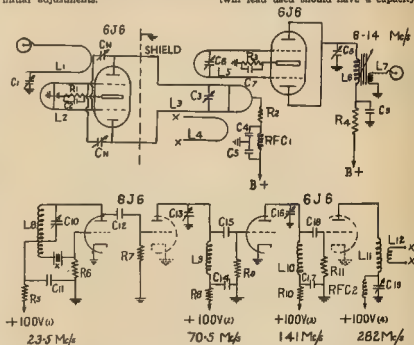 initial adjustments.
twin lead used should have a capacity
6J6
SHIELD
6J6
8-14 Mc/s
L1
CN
C1
R1
C2
L2
CN
C6
R3
L5
C7
C3
L3
L4
X
X
R2
C4
C5
RFC1
B+
C8
L6
L7
C9
R4
B+
6J6
6J6
L8
C10
C12
C13
C15
C16
C18
L12
X
X
X
R6
R7
L9
R9
L10
R11
L11
C11
R5
C14
R8
C17
R10
RFC2
C19
+100V(1)
+100V(2)
+100V(3)
+100V(4)
23·5 Mc/s
70·5 Mc/s
141 Mc/s
282 Mc/s